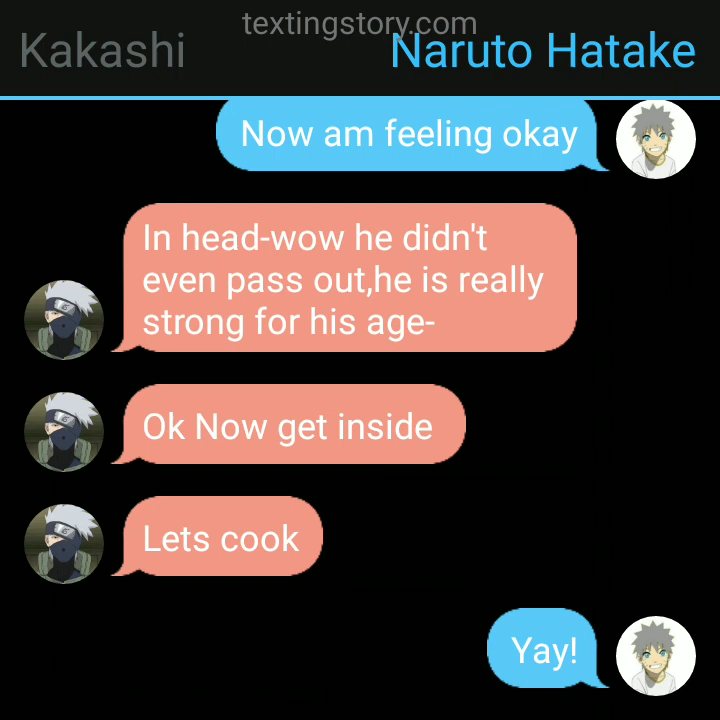 textingstory.com
Kakashi
Naruto Hatake
Now am feeling okay
In head-wow he didn't
even pass out,he is really
strong for his age-
Ok Now get inside
Lets cook
Yay!